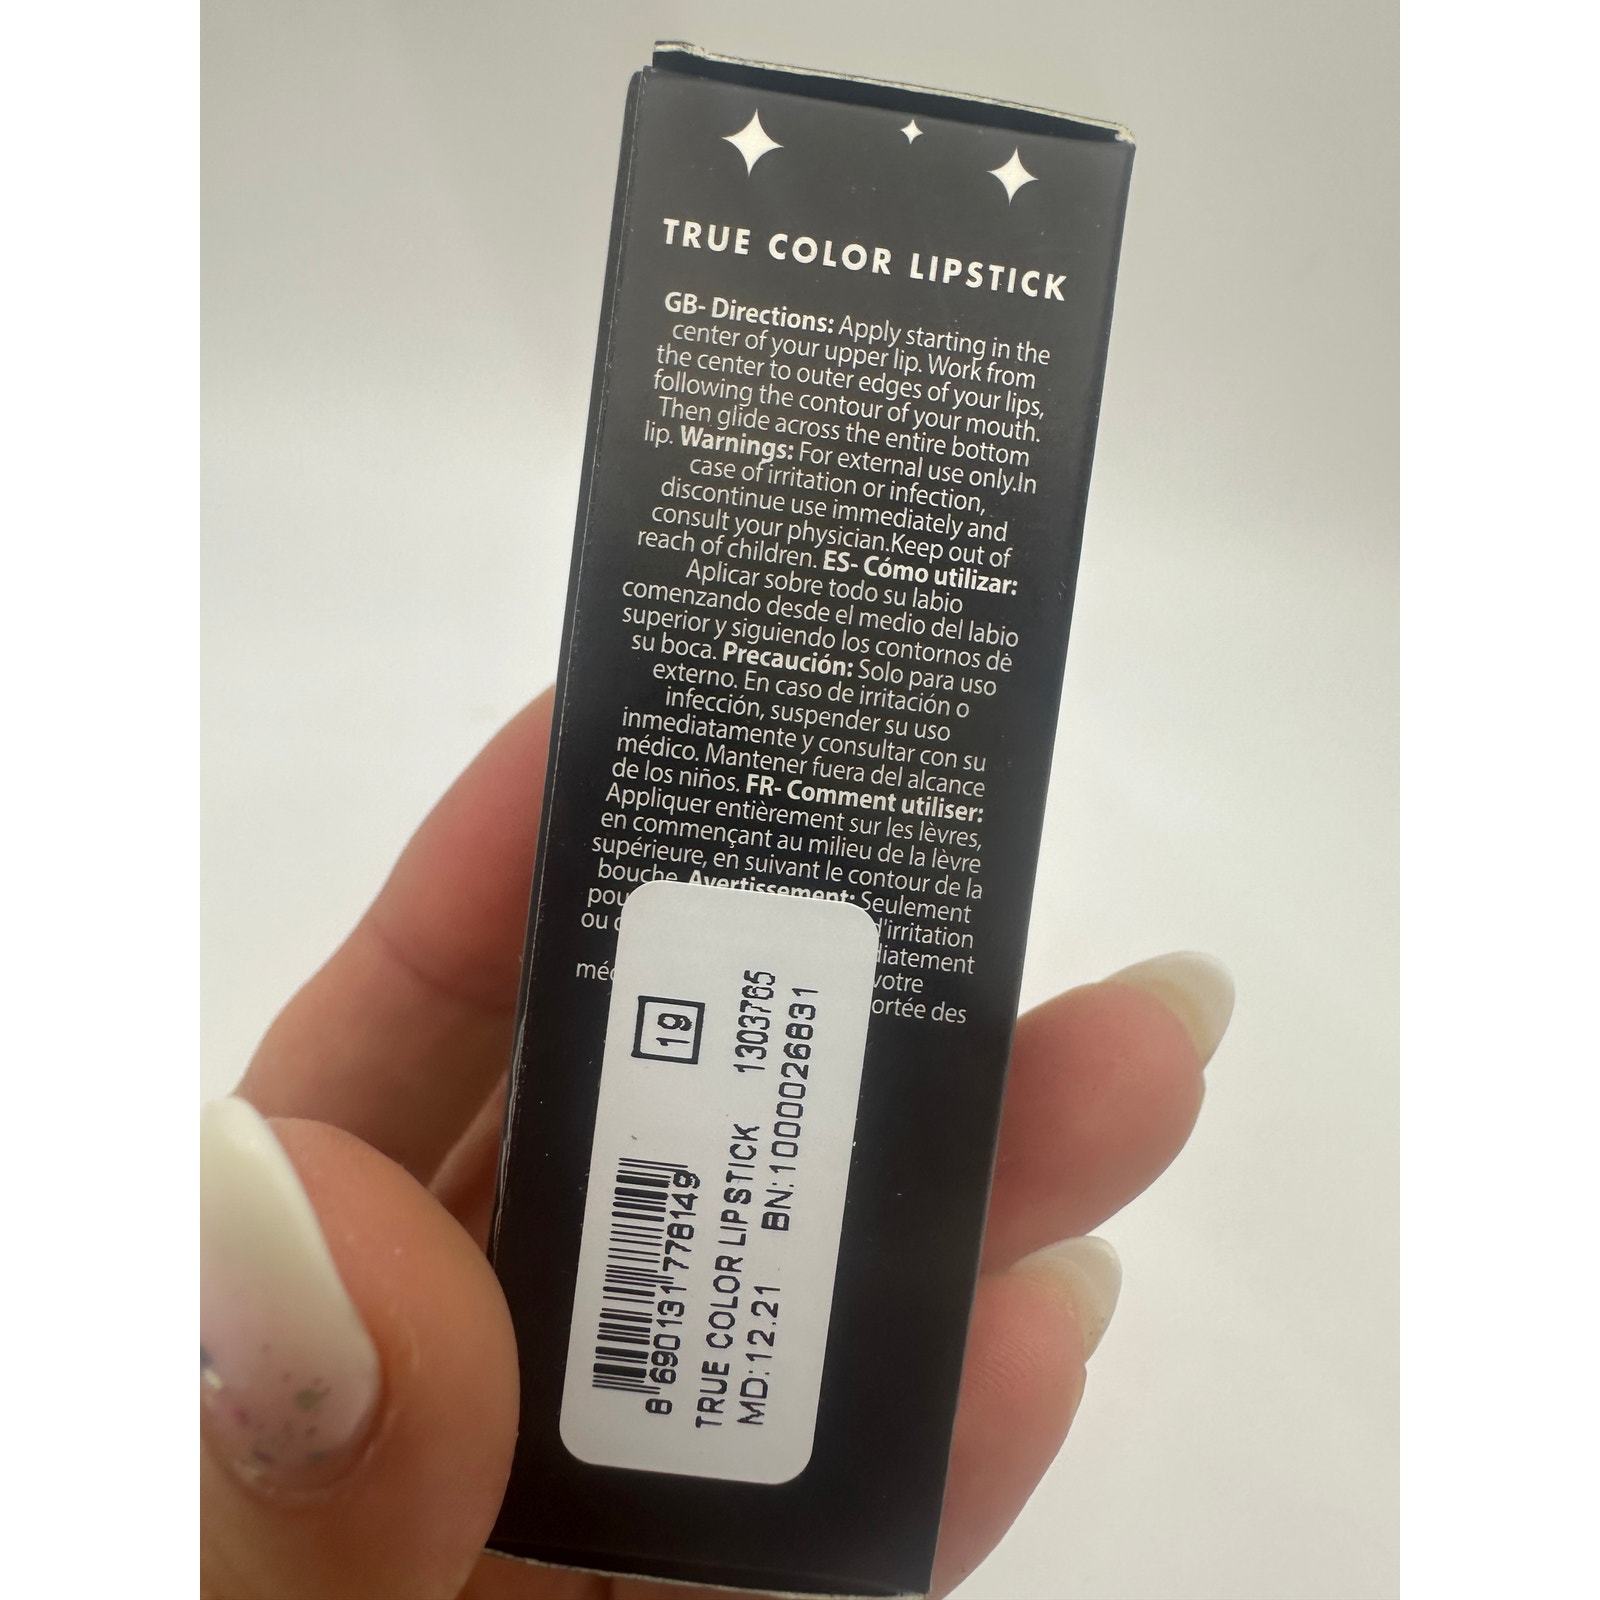 TRUE COLOR LIPSTICK
GB- Directions: Apply starting in the
center of your upper lip. Work from
the center to outer edges of your lips,
following the contour of your mouth.
Then glide across the entire bottom
lip. Warnings: For external use only.In
case of irritation or infection,
discontinue use immediately and
consult your physician.Keep out of
reach of children. ES- Cómo utilizar:
Aplicar sobre todo su labio
comenzando desde el medio del labio
superior y siguiendo los contornos de
su boca. Precaución: Solo para uso
externo. En caso de irritación o
infección, suspender su uso
inmediatamente y consultar con su
médico. Mantener fuera del alcance
de los niños. FR- Comment utiliser:
Appliquer entièrement sur les lèvres,
en commençant au milieu de la lèvre
supérieure, en suivant le contour de la
bouche. Avertissement: Seulement
d'irritation
ou
votre
des
19
8 690131 778149
TRUE COLOR LIPSTICK 1303765
MD:12.21 BN:1000026831